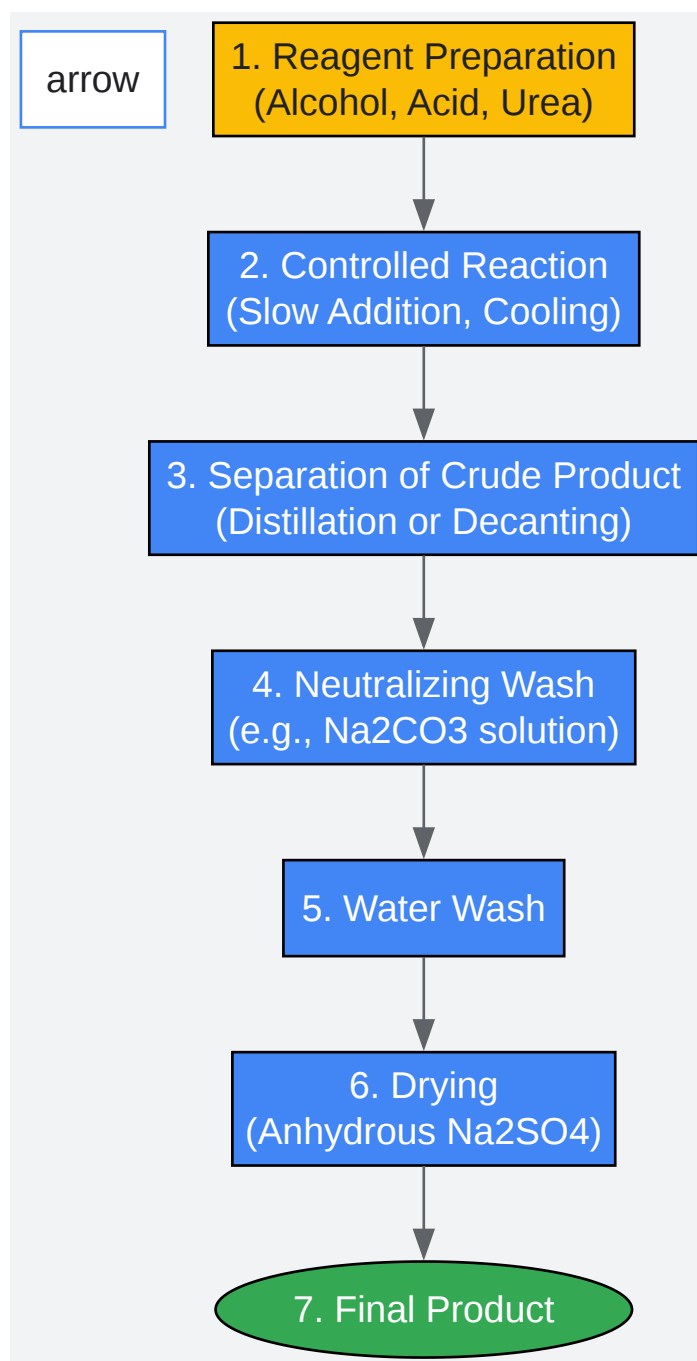 arrow
1. Reagent Preparation
(Alcohol, Acid, Urea)
2. Controlled Reaction
(Slow Addition, Cooling)
3. Separation of Crude Product
(Distillation or Decanting)
4. Neutralizing Wash
(e.g., Na2CO3 solution)
5. Water Wash
6. Drying
(Anhydrous Na2SO4)
7. Final Product